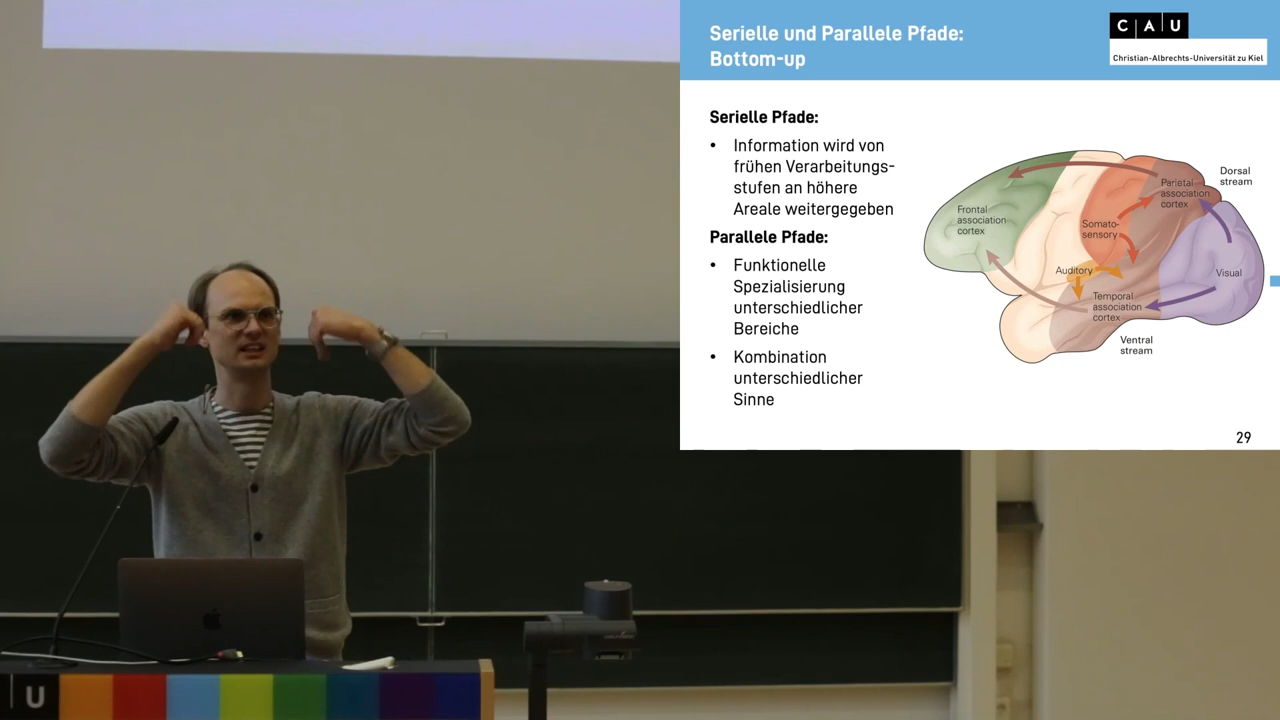 Serielle und Parallele Pfade:
Bottom-up
C A U
Christian-Albrechts-Universität zu Kiel
Serielle Pfade:
• Information wird von
frühen Verarbeitungs-
stufen an höhere
Areale weitergegeben
Parallele Pfade:
• Funktionelle
Spezialisierung
unterschiedlicher
Bereiche
• Kombination
unterschiedlicher
Sinne
Dorsal
stream
Parietal
association
cortex
Frontal
association
cortex
Somato-
sensory
Auditory
Visual
Temporal
association
cortex
Ventral
stream
29
U